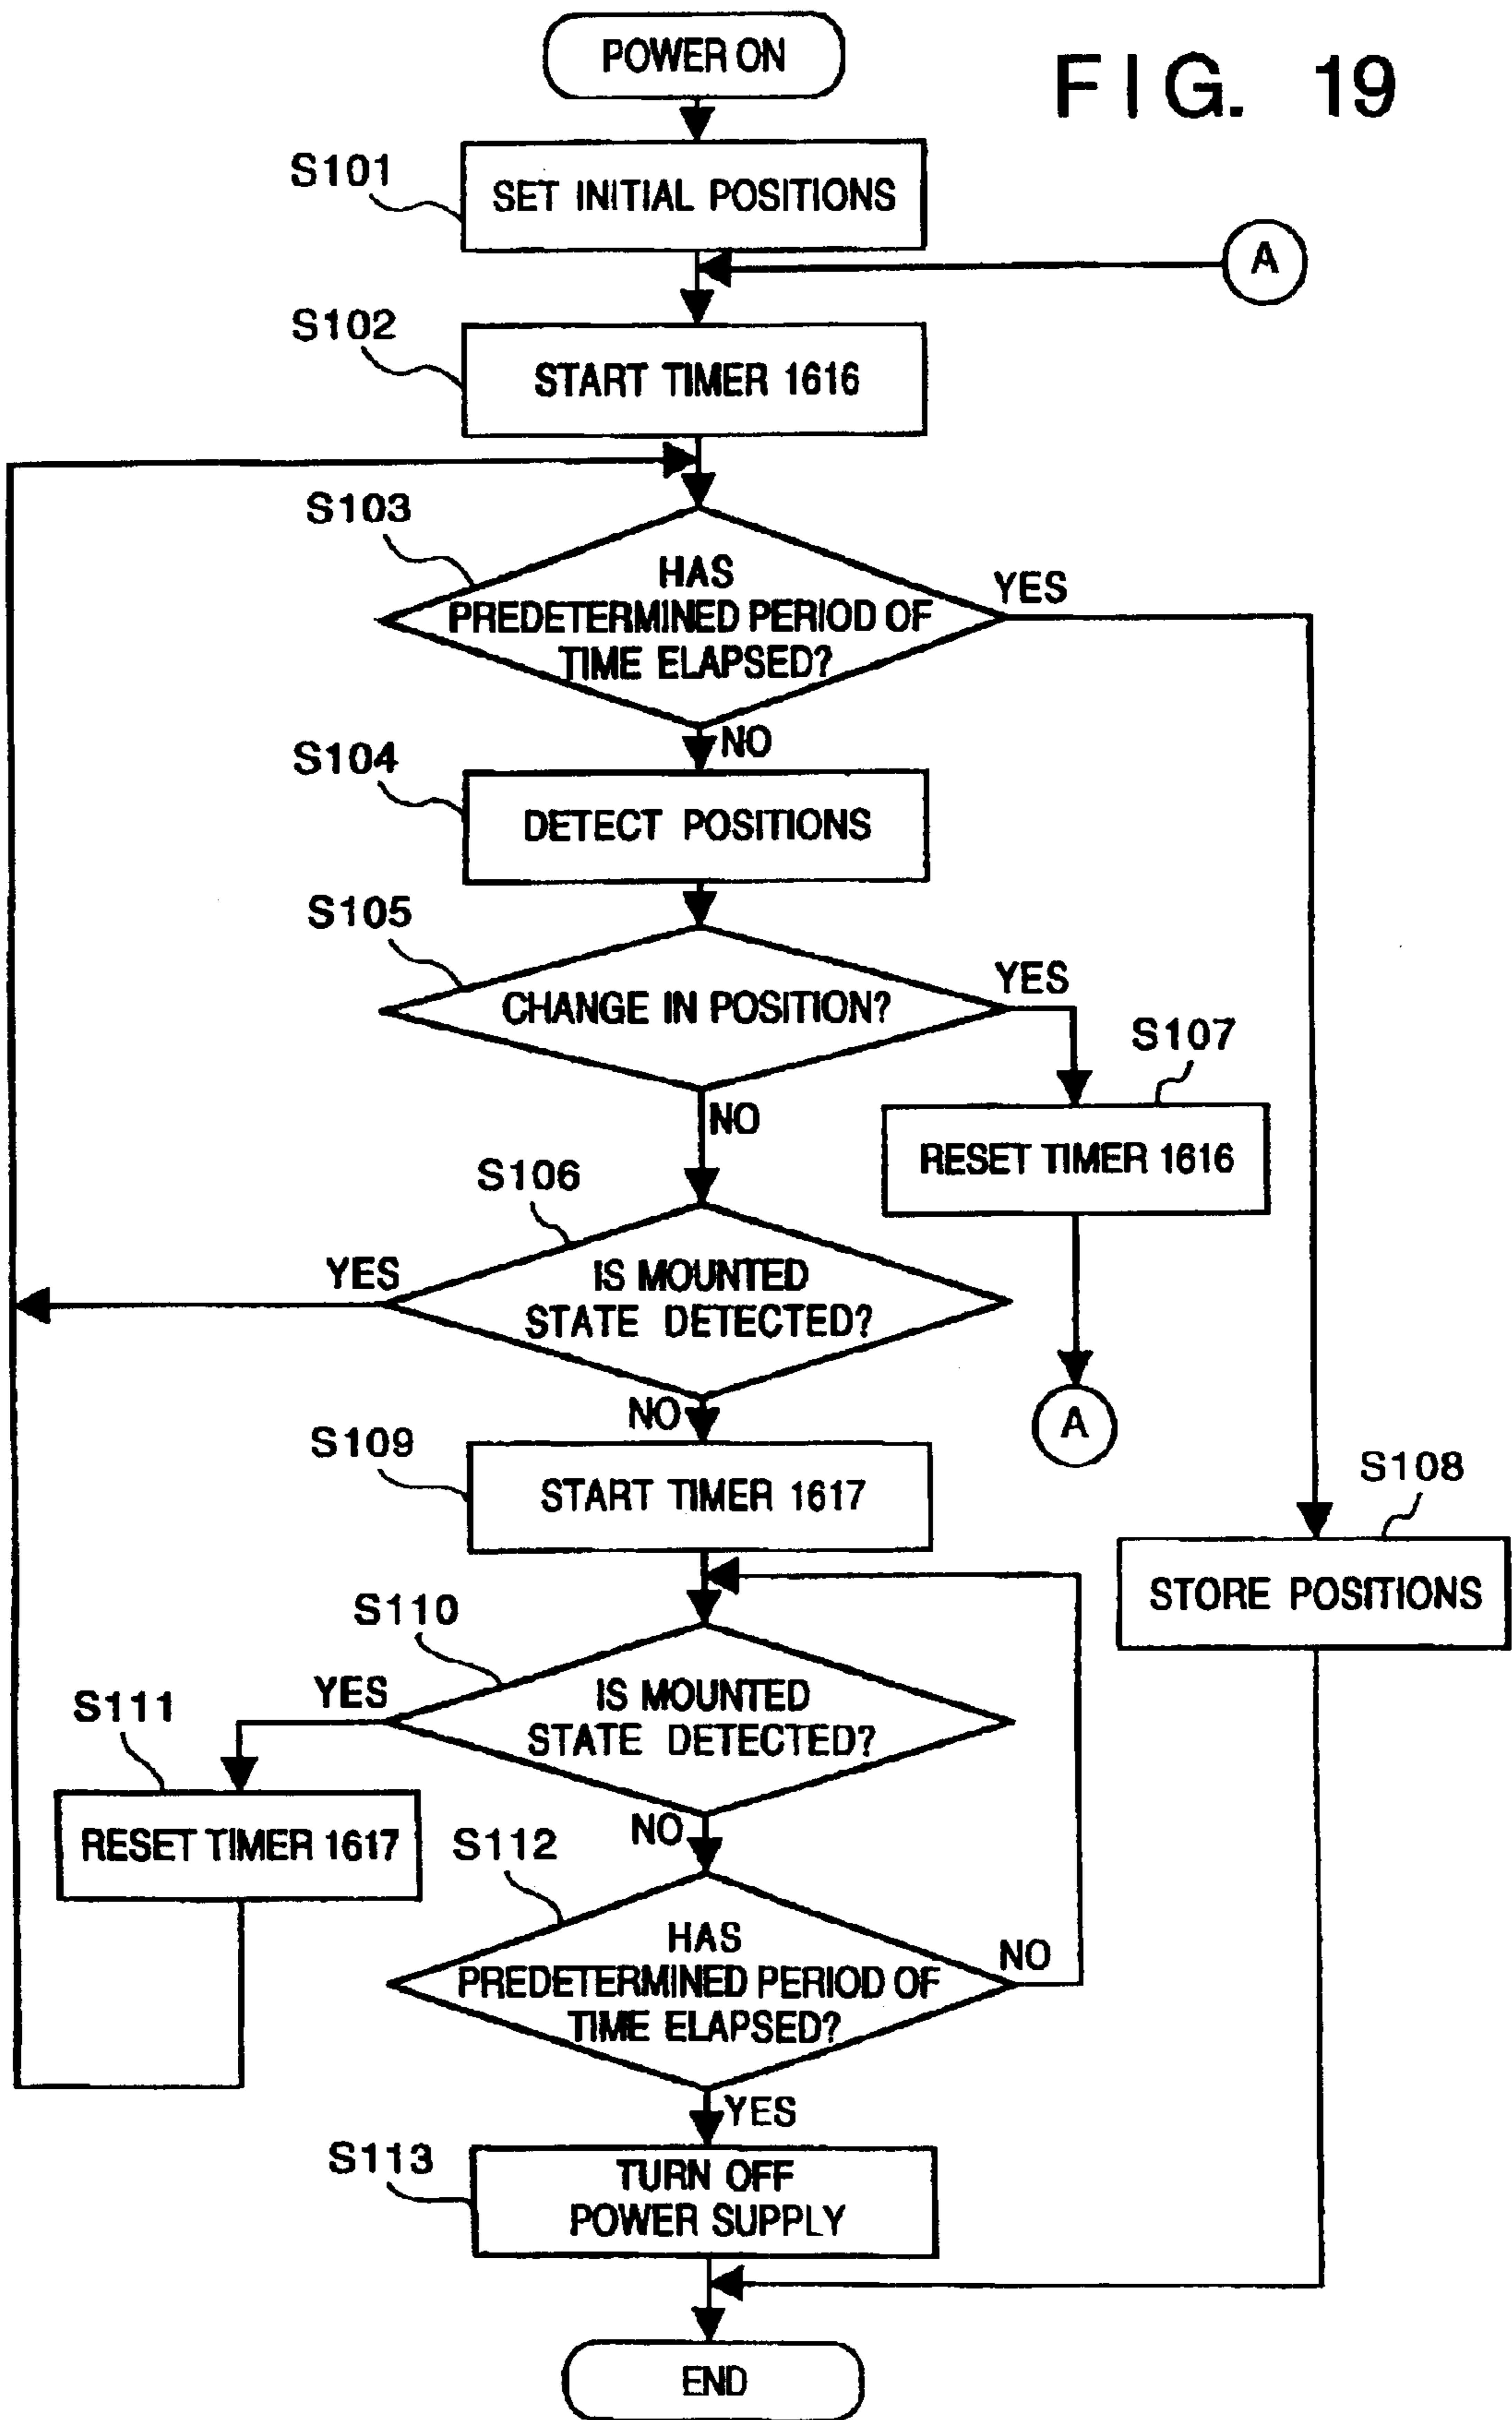 POWER ON
FIG. 19
S101
SET INITIAL POSITIONS
A
S102
START TIMER 1616
S103
HAS
PREDETERMINED PERIOD OF
TIME ELAPSED?
YES
NO
S104
DETECT POSITIONS
S105
CHANGE IN POSITION?
YES
S107
NO
RESET TIMER 1616
S106
YES
IS MOUNTED
STATE DETECTED?
NO
A
S109
START TIMER 1617
S108
STORE POSITIONS
S110
YES
IS MOUNTED
STATE DETECTED?
S111
RESET TIMER 1617
NO
S112
HAS
PREDETERMINED PERIOD OF
TIME ELAPSED?
NO
YES
S113
TURN OFF
POWER SUPPLY
END